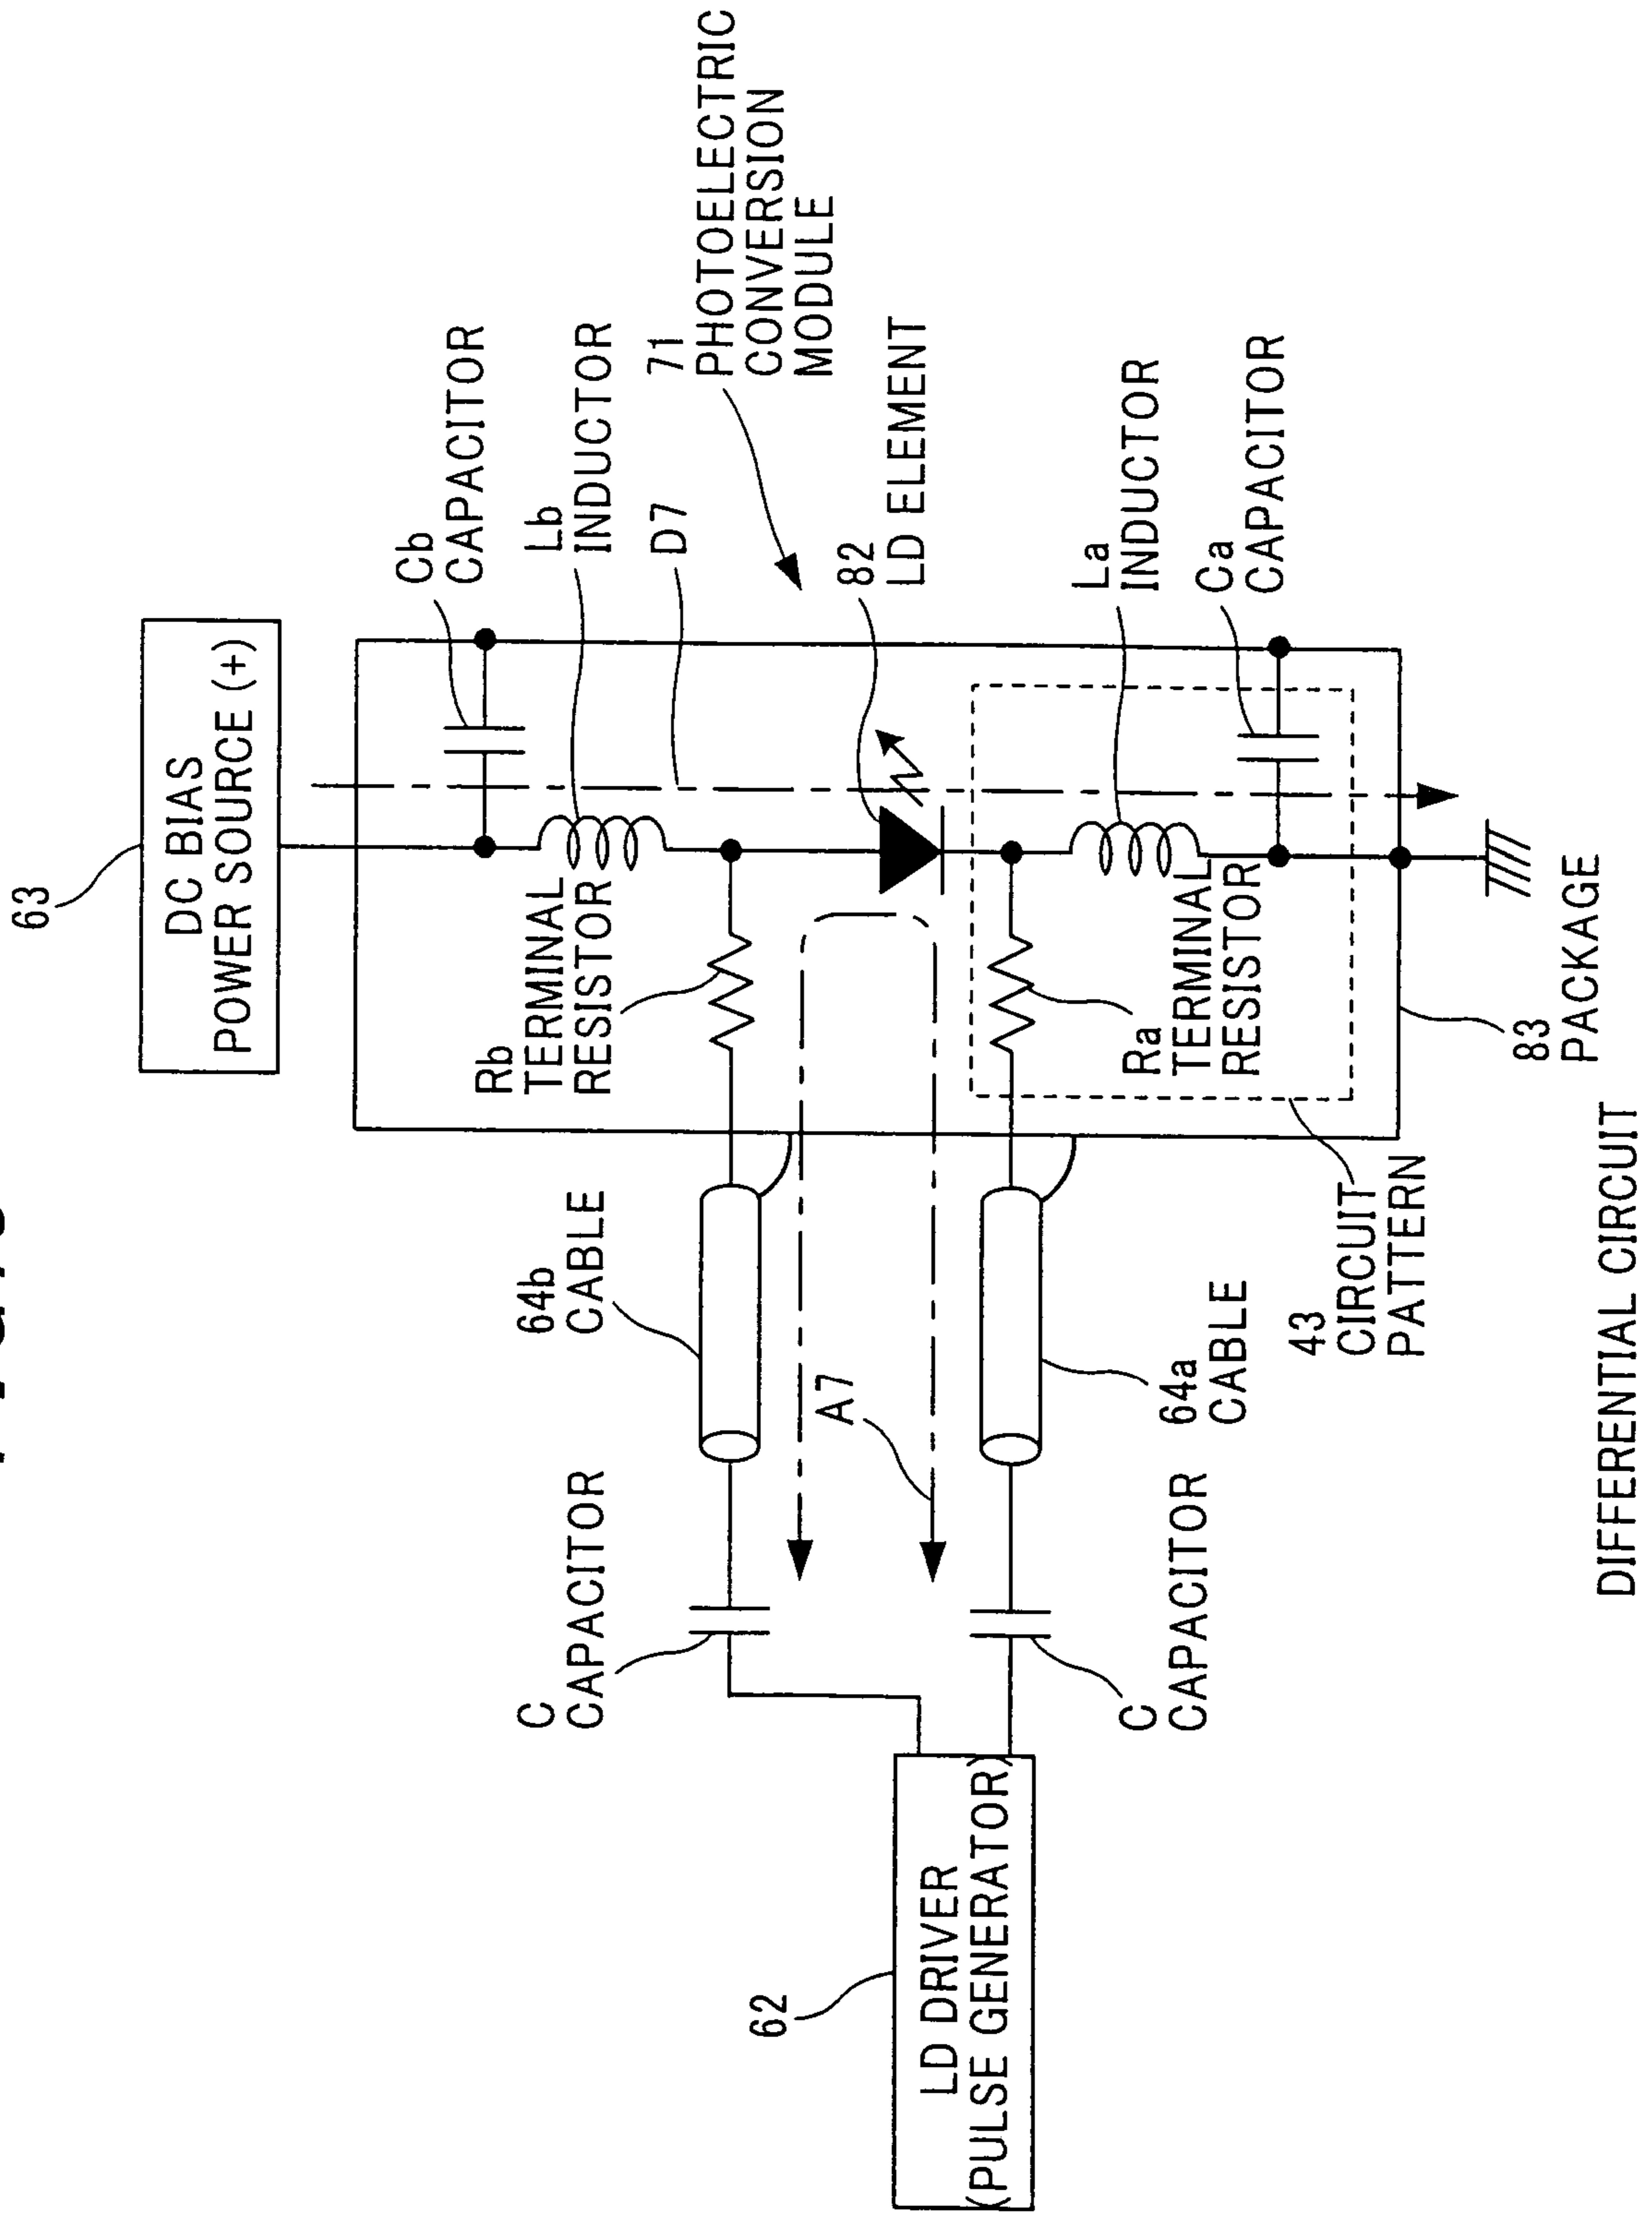 63
DC BIAS
POWER SOURCE (+)
Cb
CAPACITOR
Lb
INDUCTOR
D7
71
PHOTOELECTRIC
CONVERSION
MODULE
82
LD ELEMENT
La
INDUCTOR
Ca
CAPACITOR
Rb
TERMINAL
RESISTOR
Ra
TERMINAL
RESISTOR
83
PACKAGE
64b
CABLE
A7
64a
CABLE
43
CIRCUIT
PATTERN
C
CAPACITOR
C
CAPACITOR
62
LD DRIVER
(PULSE GENERATOR)
DIFFERENTIAL CIRCUIT